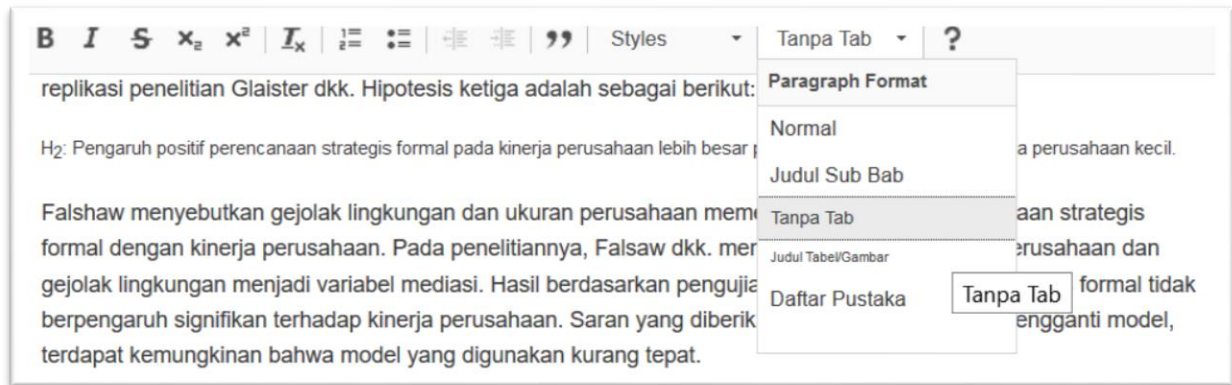 B I S x₂ x² Iₓ Styles Tanpa Tab ?
replikasi penelitian Glaister dkk. Hipotesis ketiga adalah sebagai berikut:
H2: Pengaruh positif perencanaan strategis formal pada kinerja perusahaan lebih besar a perusahaan kecil.
Falshaw menyebutkan gejolak lingkungan dan ukuran perusahaan aan strategis
formal dengan kinerja perusahaan. Pada penelitiannya, Falsaw dkk. erusahaan dan
gejolak lingkungan menjadi variabel mediasi. Hasil berdasarkan formal tidak
berpengaruh signifikan terhadap kinerja perusahaan. Saran yang engganti model,
terdapat kemungkinan bahwa model yang digunakan kurang tepat.
Paragraph Format
Normal
Judul Sub Bab
Tanpa Tab
Judul Tabel/Gambar
Daftar Pustaka
Tanpa Tab